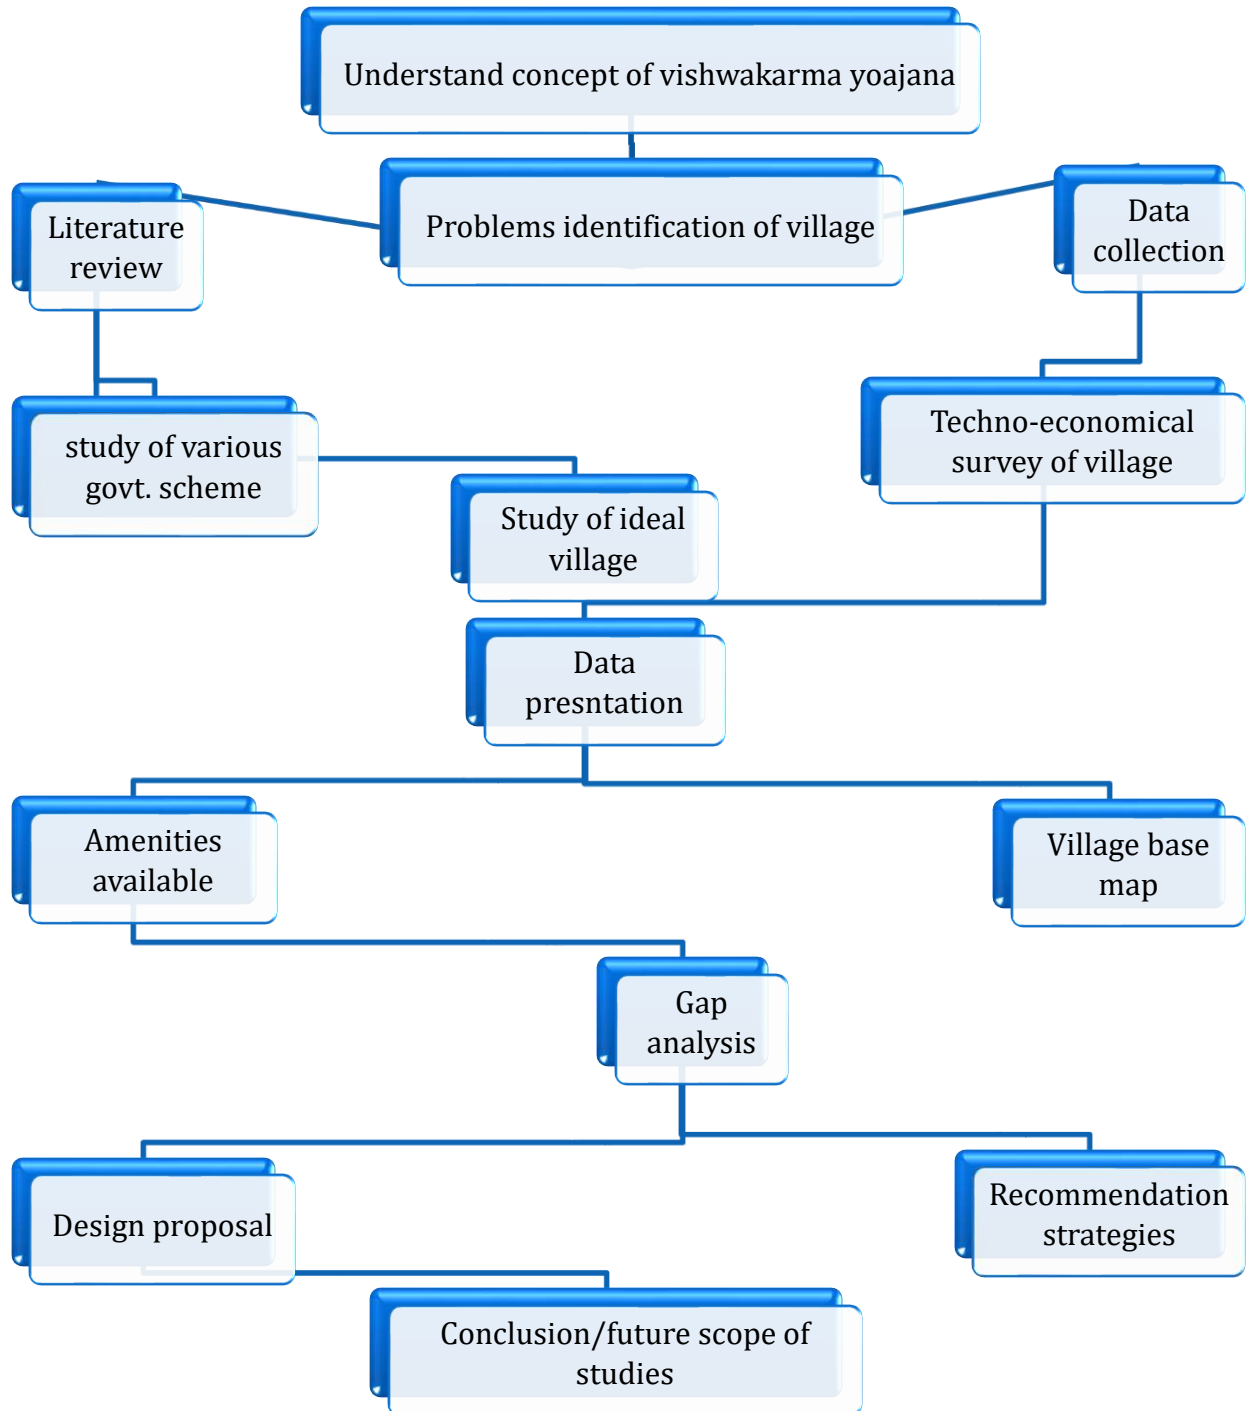 Understand concept of vishwakarma yoajana
Problems identification of village
Literature
review
Data
collection
study of various
govt. scheme
Techno-economical
survey of village
Study of ideal
village
Data
presntation
Amenities
available
Village base
map
Gap
analysis
Design proposal
Recommendation
strategies
Conclusion/future scope of
studies